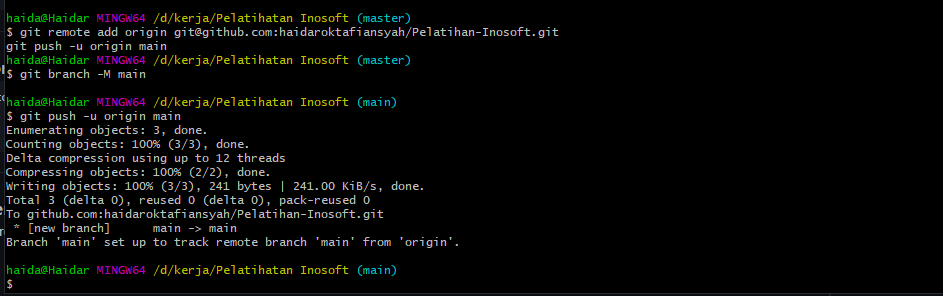 haida@Haidar MINGW64 /d/kerja/Pelatihatan Inosoft (master)
$ git remote add origin git@github.com:haidaroktafiansyah/Pelatihan-Inosoft.git
git push -u origin main
haida@Haidar MINGW64 /d/kerja/Pelatihatan Inosoft (master)
$ git branch -M main
haida@Haidar MINGW64 /d/kerja/Pelatihatan Inosoft (main)
$ git push -u origin main
Enumerating objects: 3, done.
Counting objects: 100% (3/3), done.
Delta compression using up to 12 threads
Compressing objects: 100% (2/2), done.
Writing objects: 100% (3/3), 241 bytes | 241.00 KiB/s, done.
Total 3 (delta 0), reused 0 (delta 0), pack-reused 0
To github.com:haidaroktafiansyah/Pelatihan-Inosoft.git
 * [new branch]      main -> main
Branch 'main' set up to track remote branch 'main' from 'origin'.
haida@Haidar MINGW64 /d/kerja/Pelatihatan Inosoft (main)
$